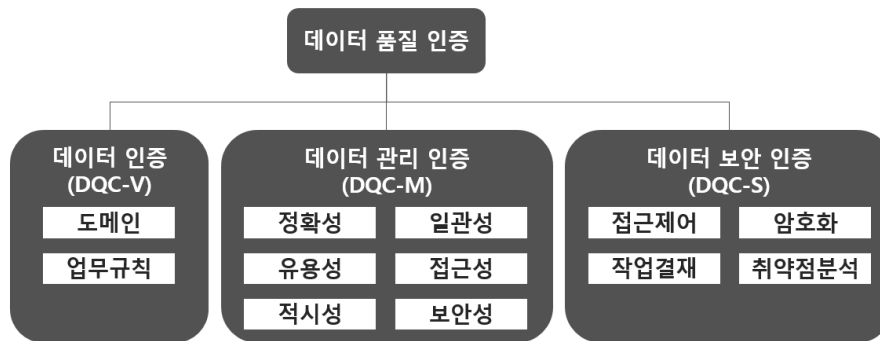 데이터 품질 인증
데이터 인증
(DQC-V)
도메인
업무규칙
데이터 관리 인증
(DQC-M)
정확성 일관성
유용성 접근성
적시성 보안성
데이터 보안 인증
(DQC-S)
접근제어 암호화
작업결재 취약점분석